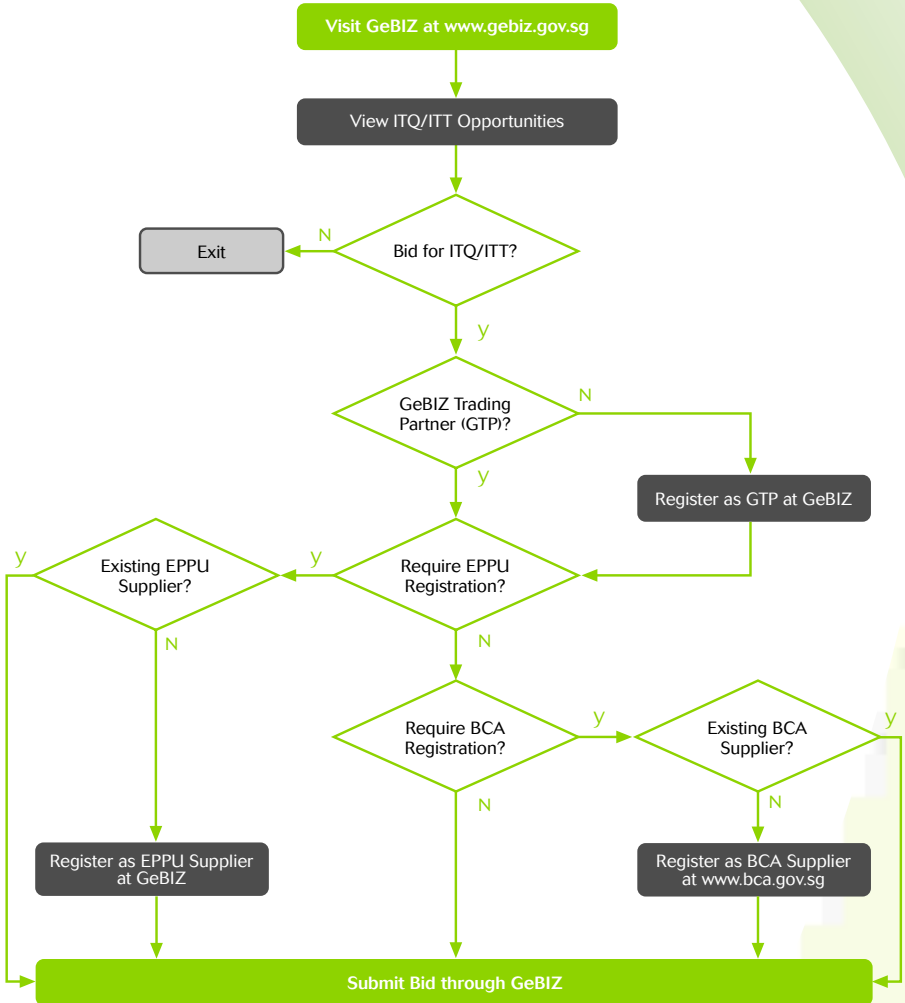 Visit GeBIZ at www.gebiz.gov.sg
View ITQ/ITT Opportunities
Exit
N
Bid for ITQ/ITT?
y
GeBIZ Trading
Partner (GTP)?
N
y
Register as GTP at GeBIZ
y
Existing EPPU
Supplier?
y
Require EPPU
Registration?
N
N
Require BCA
Registration?
y
Existing BCA
Supplier?
y
N
N
Register as EPPU Supplier
at GeBIZ
Register as BCA Supplier
at www.bca.gov.sg
Submit Bid through GeBIZ